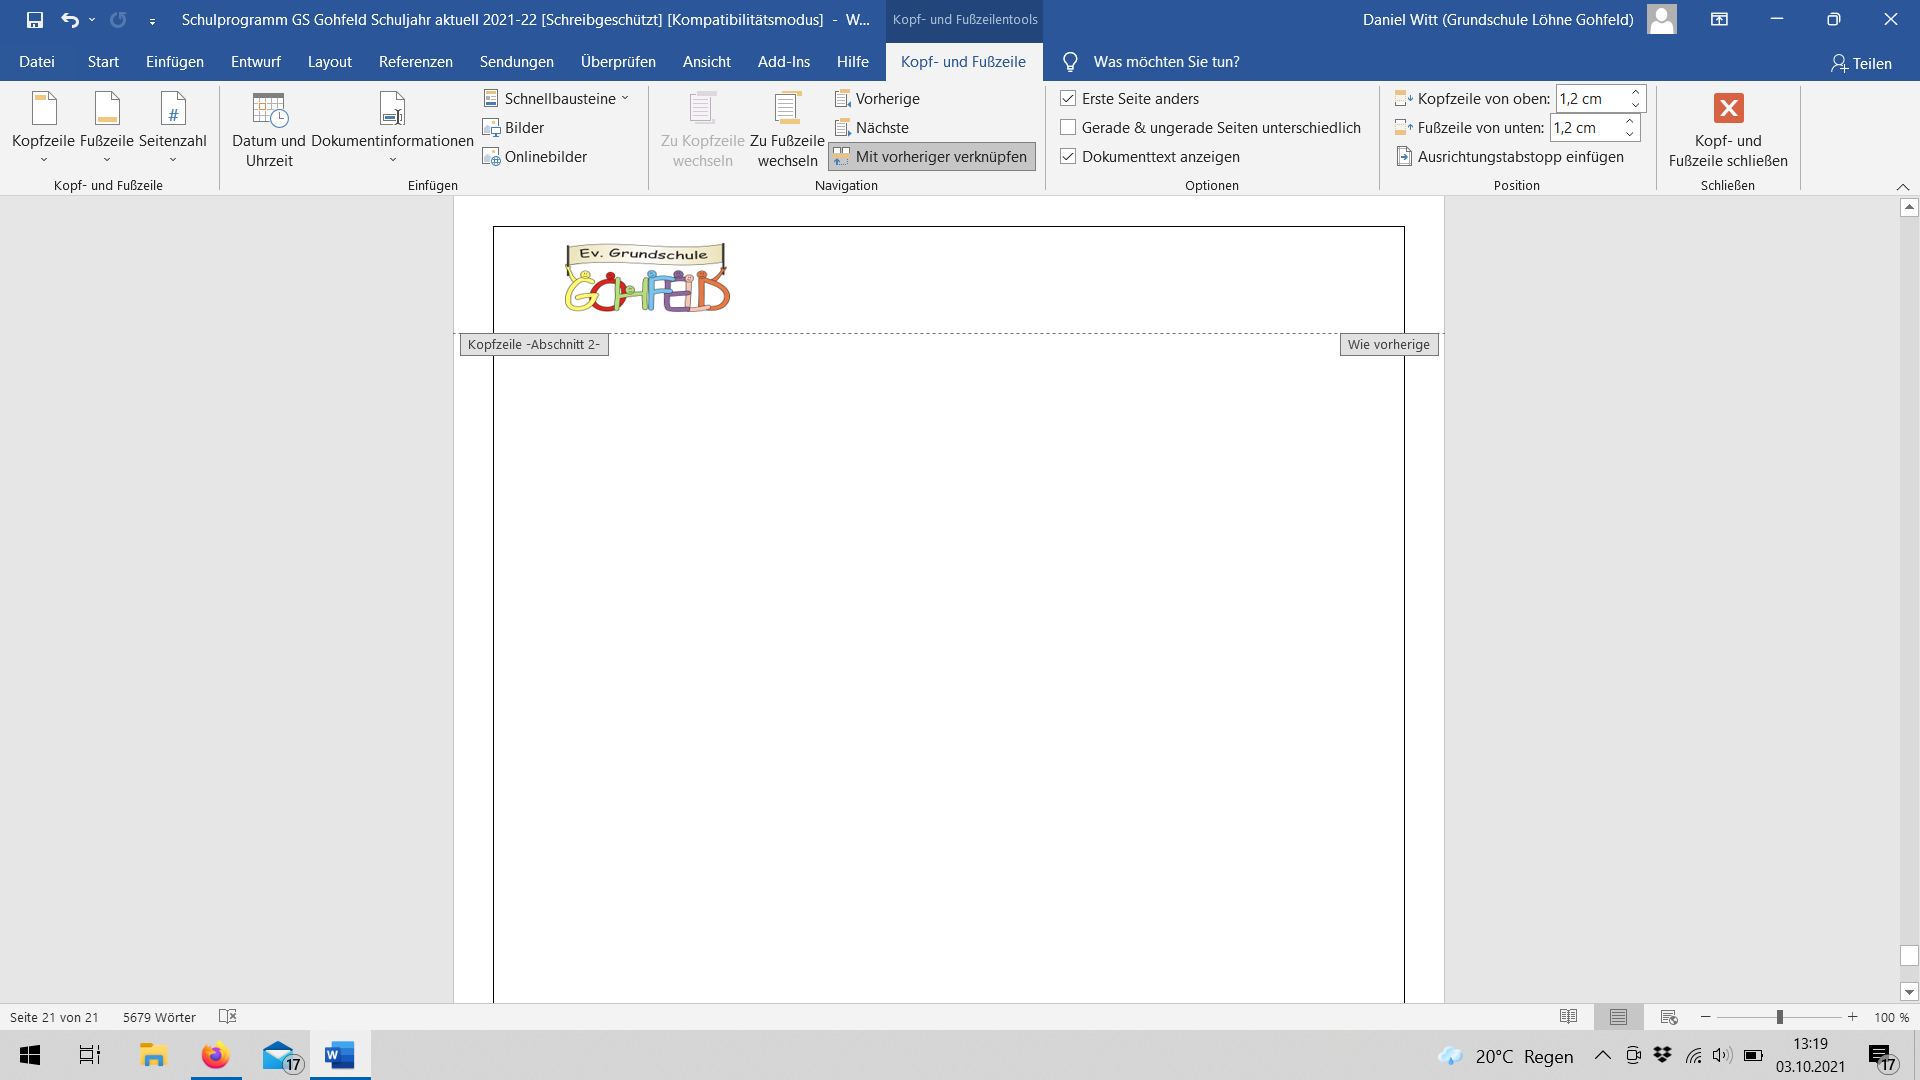 Schulprogramm GS Gohfeld Schuljahr aktuell 2021-22 [Schreibgeschützt] [Kompatibilitätsmodus] - W...
Kopf- und Fußzeilentools
Daniel Witt (Grundschule Löhne Gohfeld)
Datei Start Einfügen Entwurf Layout Referenzen Sendungen Überprüfen Ansicht Add-Ins Hilfe Kopf- und Fußzeile Was möchten Sie tun? Teilen
Kopfzeile Fußzeile Seitenzahl
Kopf- und Fußzeile
Datum und Uhrzeit
Dokumentinformationen
Schnellbausteine
Bilder
Onlinebilder
Einfügen
Zu Kopfzeile wechseln
Zu Fußzeile wechseln
Vorherige
Nächste
Mit vorheriger verknüpfen
Navigation
Erste Seite anders
Gerade & ungerade Seiten unterschiedlich
Dokumenttext anzeigen
Optionen
Kopfzeile von oben: 1,2 cm
Fußzeile von unten: 1,2 cm
Ausrichtungstabstopp einfügen
Position
Kopf- und Fußzeile schließen
Schließen
Ev. Grundschule
GOHFELD
Kopfzeile -Abschnitt 2-
Wie vorherige
Seite 21 von 21 5679 Wörter 100 %
17
20°C Regen
13:19
03.10.2021
17